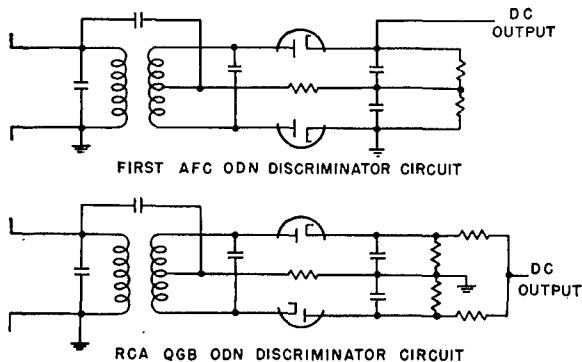 DC
OUTPUT
FIRST AFC ODN DISCRIMINATOR CIRCUIT
DC
OUTPUT
RCA QGB ODN DISCRIMINATOR CIRCUIT